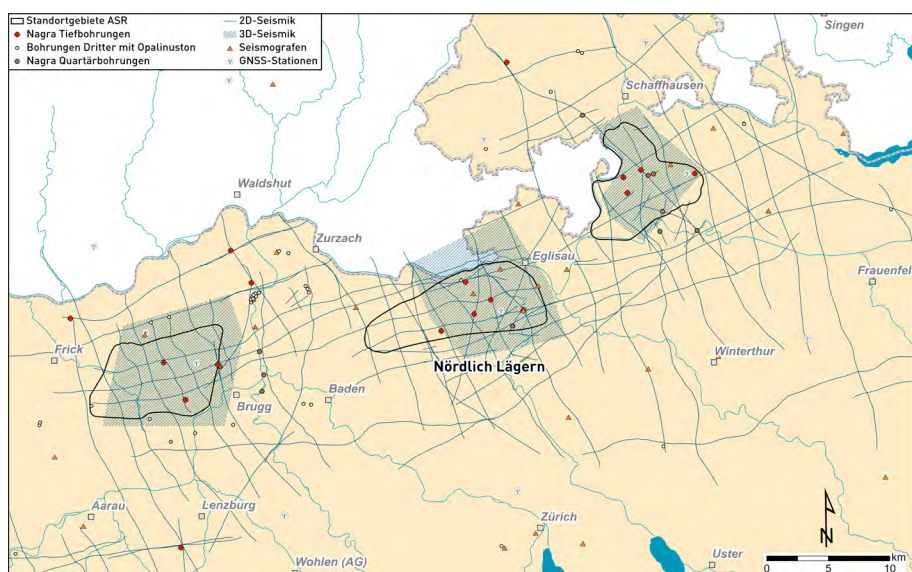 Standortgebiete ASR
Nagra Tiefbohrungen
Bohrungen Dritter mit Opalinuston
Nagra Quartärbohrungen
2D-Seismik
3D-Seismik
Seismografen
GNSS-Stationen
Singen
Schaffhausen
Waldshut
Zurzach
Eglisau
Frauenfel
Frick
Nördlich Lägern
Winterthur
Brugg
Baden
Aarau
Lenzburg
Zürich
Wohlen (AG)
Uster
N
km
0 5 10